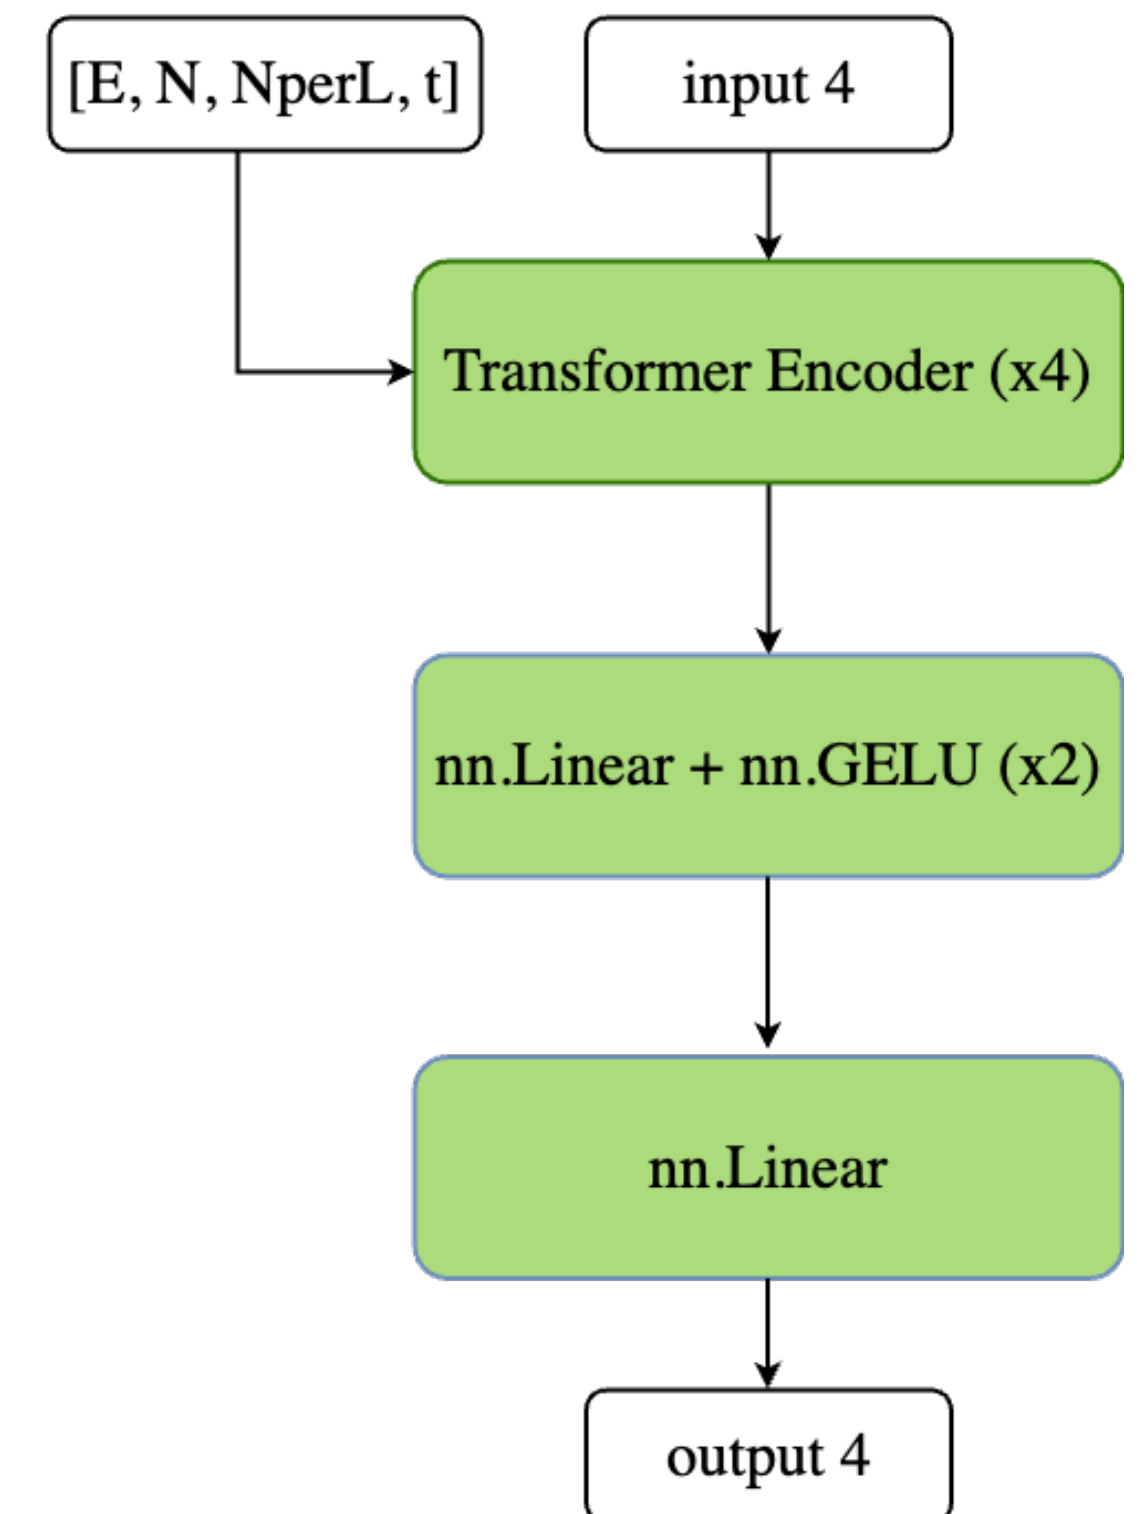 [E, N, NperL, t]
input 4
Transformer Encoder (x4)
nn.Linear + nn.GELU (x2)
nn.Linear
output 4